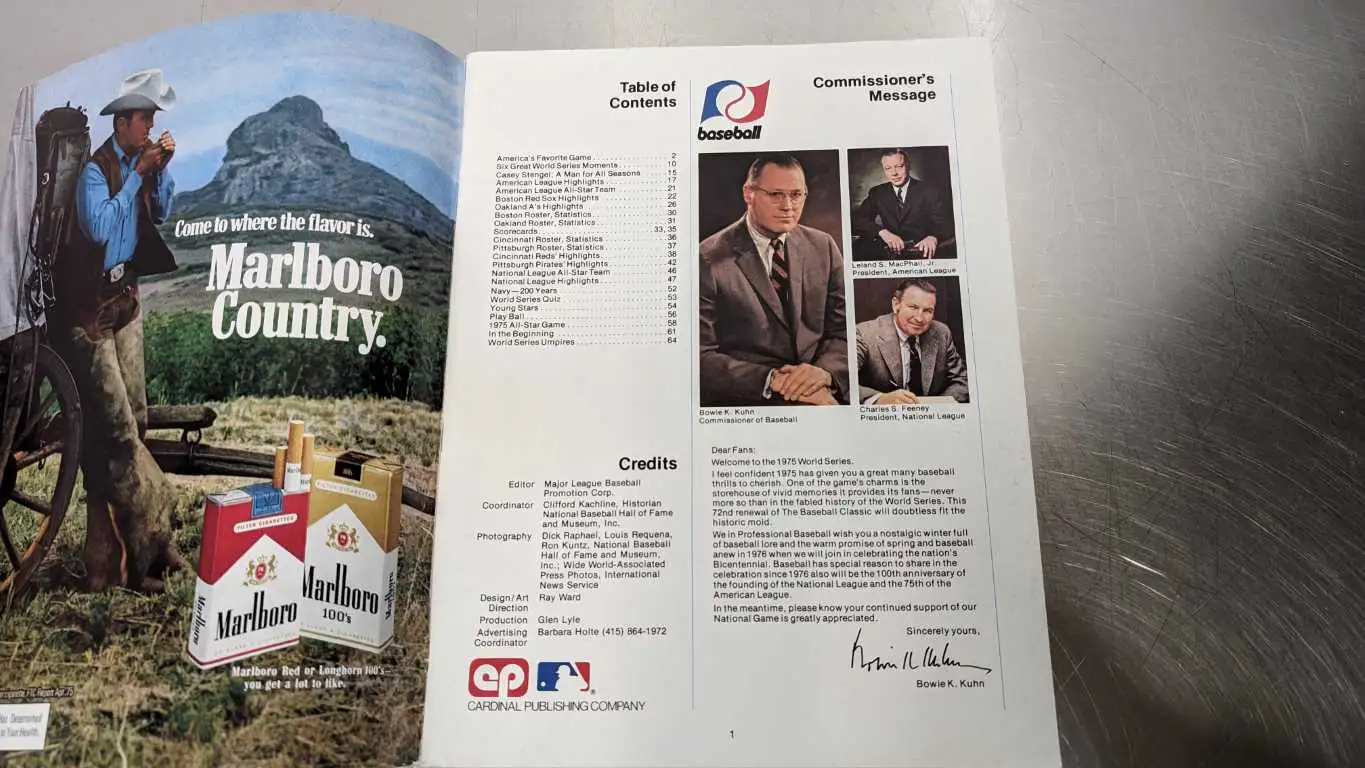 Come to where the flavor is.
Marlboro
Country.
FILTER CIGARETTES
Marlboro
Marlboro
FILTER CIGARETTES
Marlboro
100's
Marlboro Red or Longhorn 100's—
you get a lot to like.
FTC Report Apr. 75
Has Determined
to Your Health.
Table of
Contents
America's Favorite Game 2
Six Great World Series Moments 10
Casey Stengel: A Man for All Seasons 15
American League Highlights 17
American League All-Star Team 21
Boston Red Sox Highlights 22
Oakland A's Highlights 26
Boston Roster, Statistics 30
Oakland Roster, Statistics 31
Scorecards 33, 35
Cincinnati Roster, Statistics 36
Pittsburgh Roster, Statistics 37
Cincinnati Reds' Highlights 38
Pittsburgh Pirates' Highlights 42
National League All-Star Team 46
National League Highlights 47
Navy—200 Years 52
World Series Quiz 53
Young Stars 54
Play Ball 56
1975 All-Star Game 58
In the Beginning 61
World Series Umpires 64
Credits
Editor Major League Baseball
Promotion Corp.
Coordinator Clifford Kachline, Historian
National Baseball Hall of Fame
and Museum, Inc.
Photography Dick Raphael, Louis Requena,
Ron Kuntz, National Baseball
Hall of Fame and Museum,
Inc.; Wide World-Associated
Press Photos, International
News Service
Design/Art Ray Ward
Direction
Production Glen Lyle
Advertising Barbara Holte (415) 864-1972
Coordinator
cp
CARDINAL PUBLISHING COMPANY
baseball
Commissioner's
Message
Leland S. MacPhail, Jr.
President, American League
Bowie K. Kuhn
Commissioner of Baseball
Charles S. Feeney
President, National League
Dear Fans:
Welcome to the 1975 World Series.
I feel confident 1975 has given you a great many baseball
thrills to cherish. One of the game's charms is the
storehouse of vivid memories it provides its fans—never
more so than in the fabled history of the World Series. This
72nd renewal of The Baseball Classic will doubtless fit the
historic mold.
We in Professional Baseball wish you a nostalgic winter full
of baseball lore and the warm promise of spring and baseball
anew in 1976 when we will join in celebrating the nation's
Bicentennial. Baseball has special reason to share in the
celebration since 1976 also will be the 100th anniversary of
the founding of the National League and the 75th of the
American League.
In the meantime, please know your continued support of our
National Game is greatly appreciated.
Sincerely yours,
Bowie K Kuhn
Bowie K. Kuhn
1